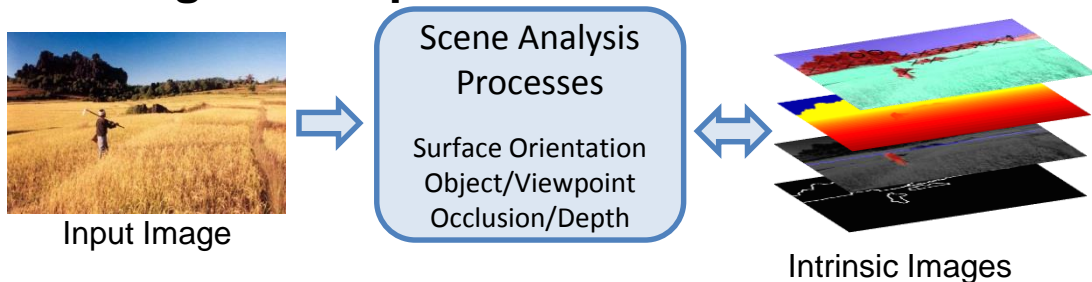 Scene Analysis
Processes
Surface Orientation
Object/Viewpoint
Occlusion/Depth
Input Image
Intrinsic Images